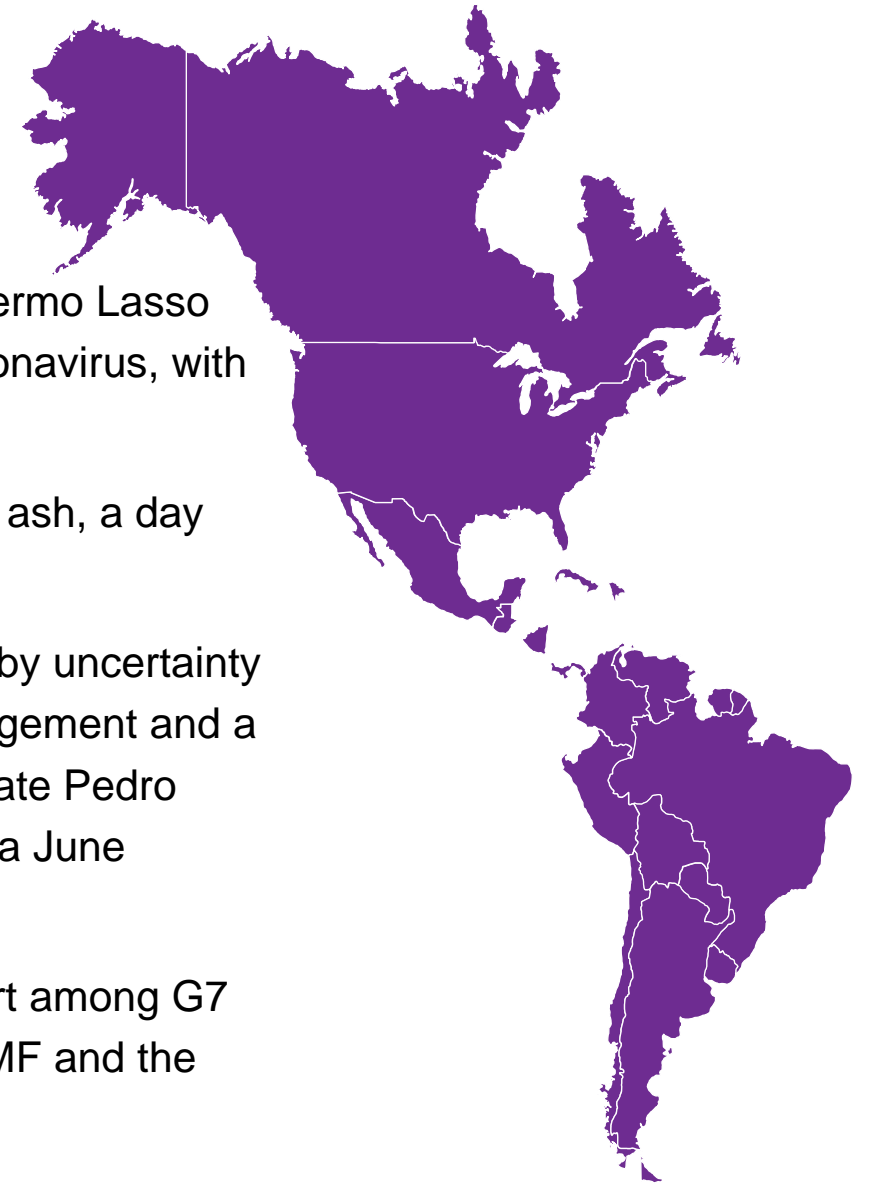 ermo Lasso
onavirus, with
ash, a day
by uncertainty
gement and a
ate Pedro
a June
rt among G7
MF and the